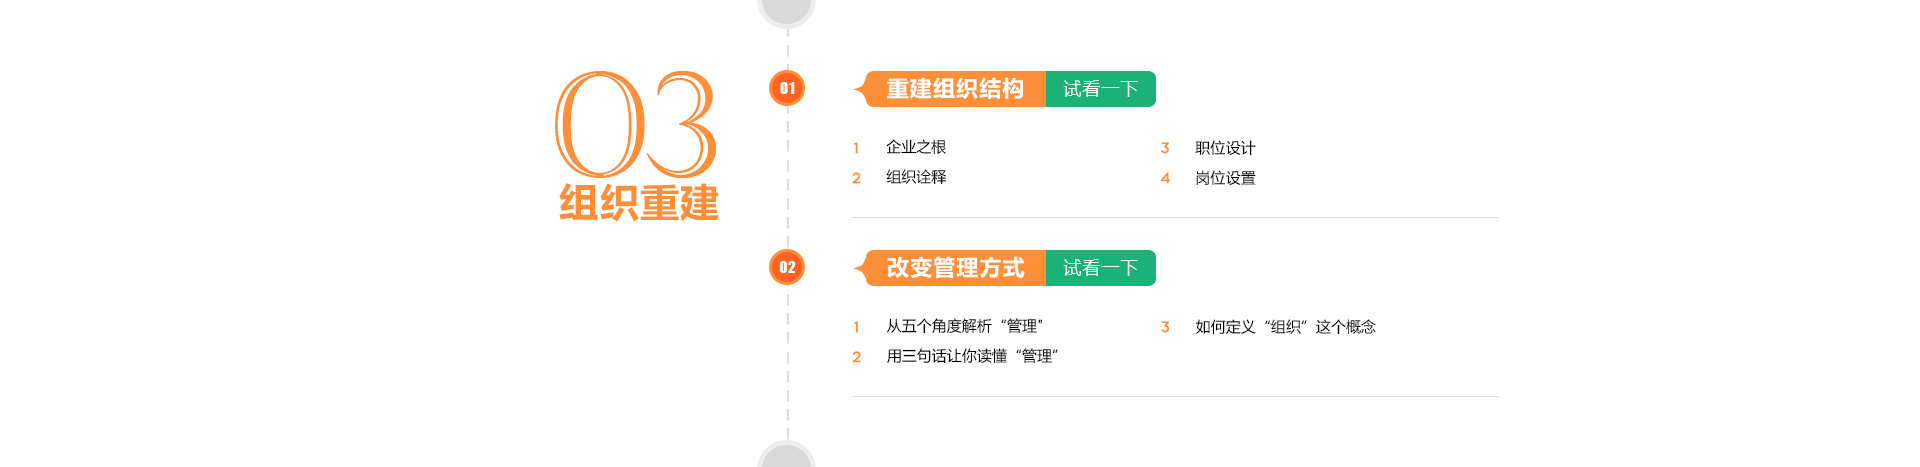 03
组织重建
01
重建组织结构 试看一下
1 企业之根
2 组织诠释
3 职位设计
4 岗位设置
02
改变管理方式 试看一下
1 从五个角度解析“管理"
2 用三句话让你读懂“管理”
3 如何定义“组织”这个概念